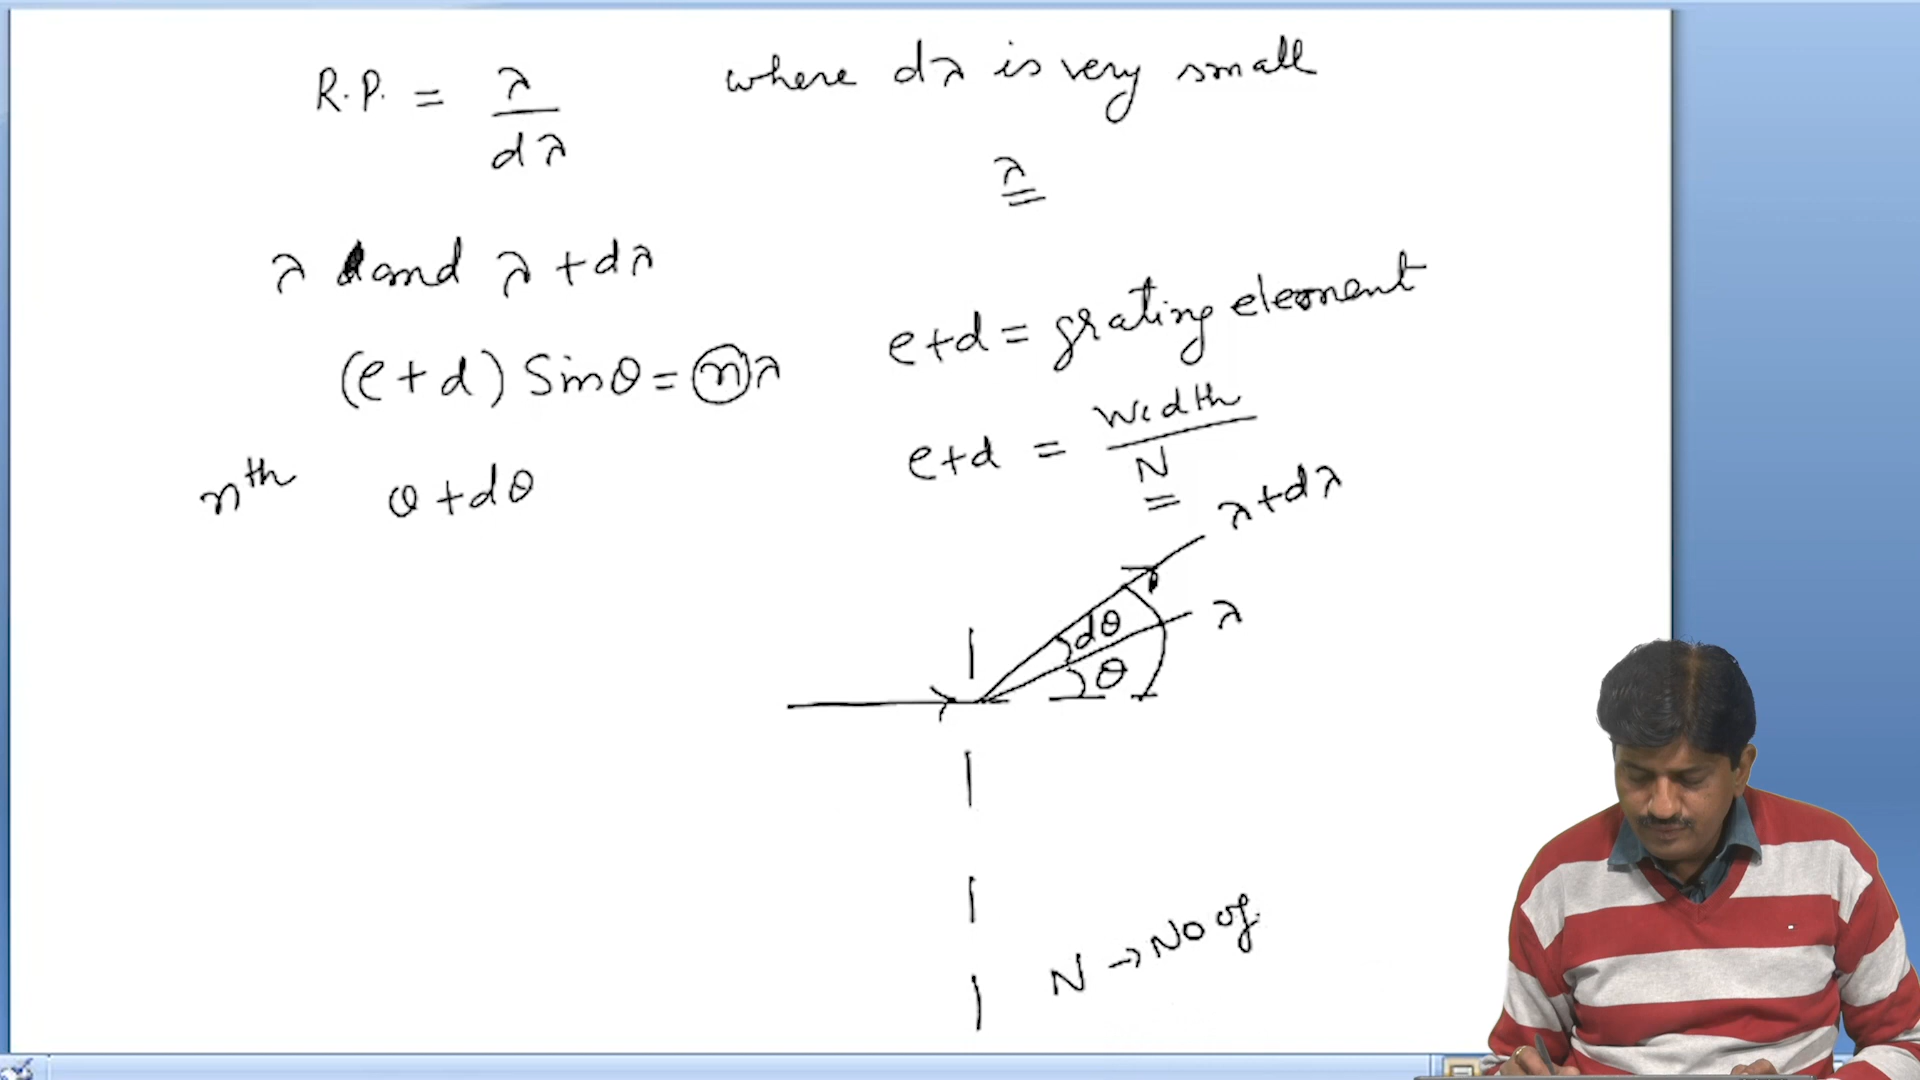 R.P. = λ / dλ where dλ is very small
λ
λ and λ + dλ
(e + d) Sinθ = nλ
e+d = grating element
e+d = Width / N
nth θ + dθ
λ+dλ
λ
dθ
θ
N → No of